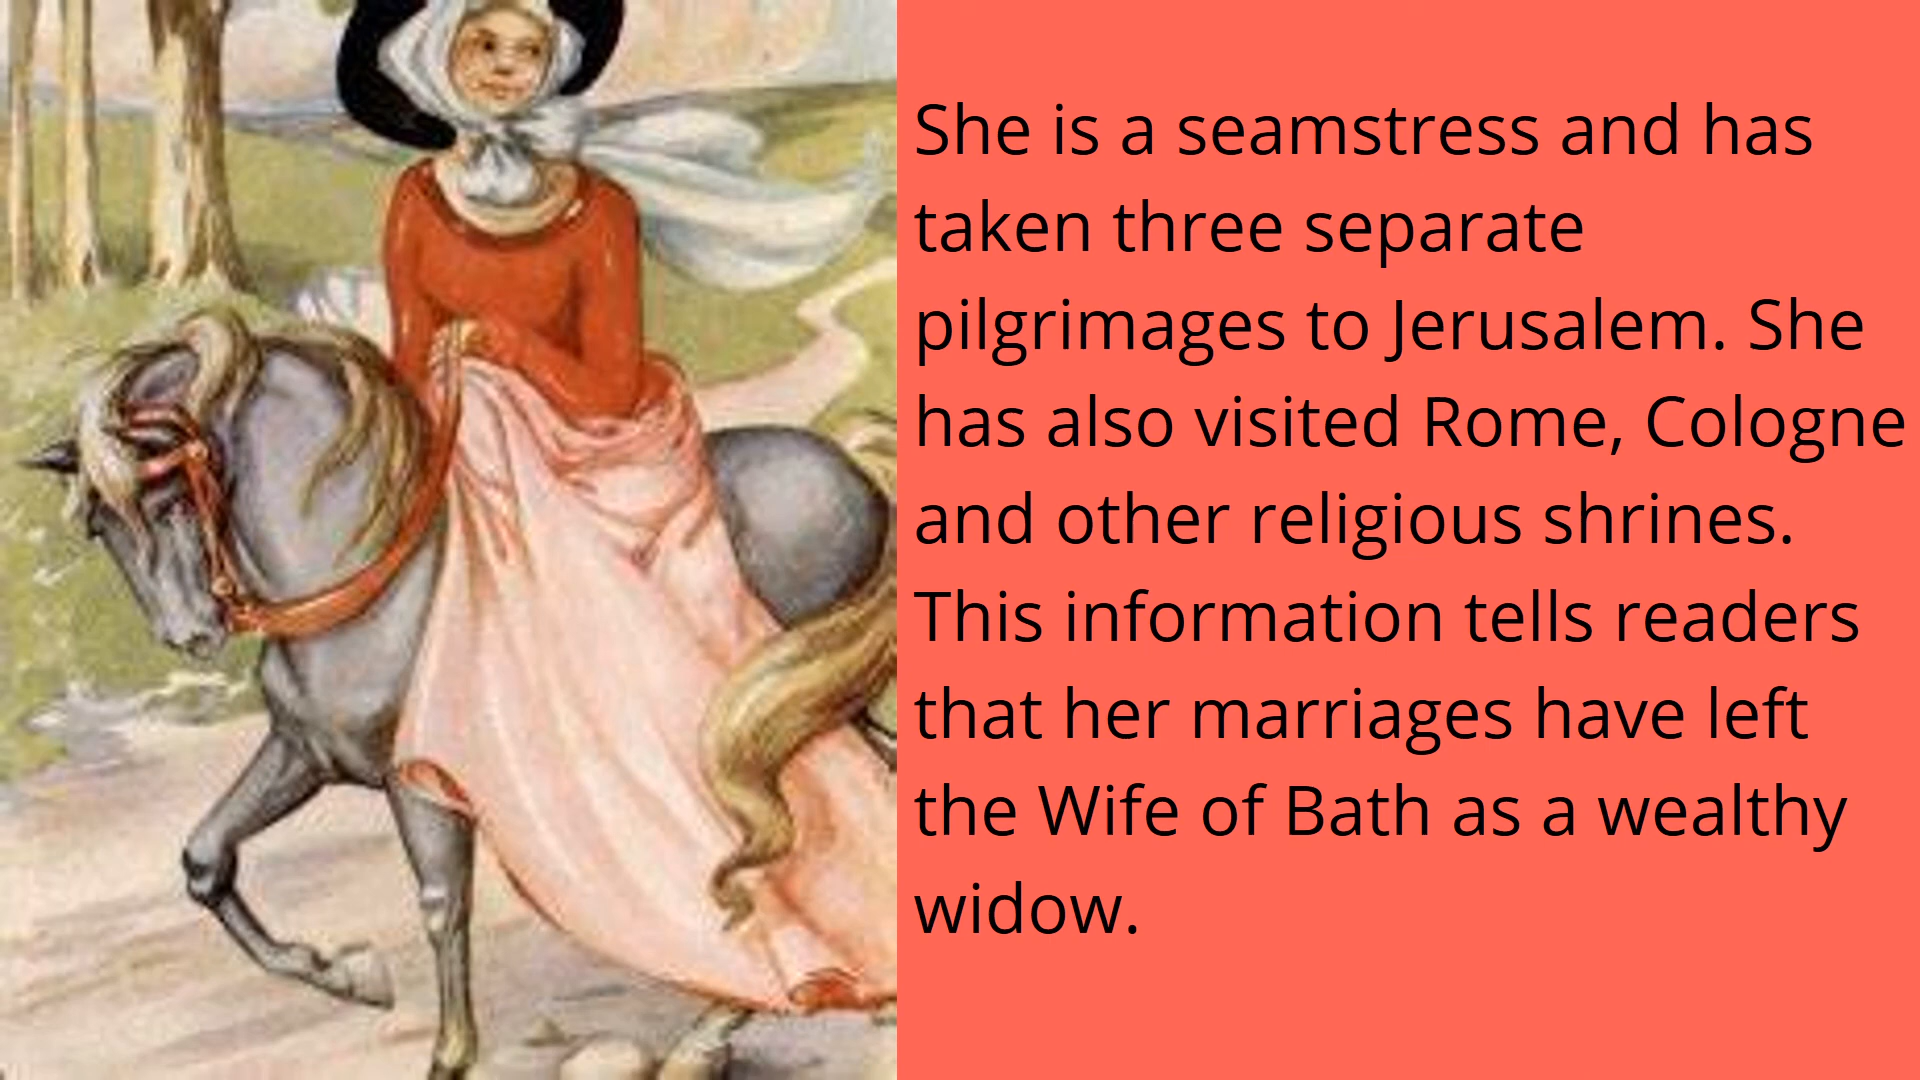 She is a seamstress and has
taken three separate
pilgrimages to Jerusalem. She
has also visited Rome, Cologne
and other religious shrines.
This information tells readers
that her marriages have left
the Wife of Bath as a wealthy
widow.